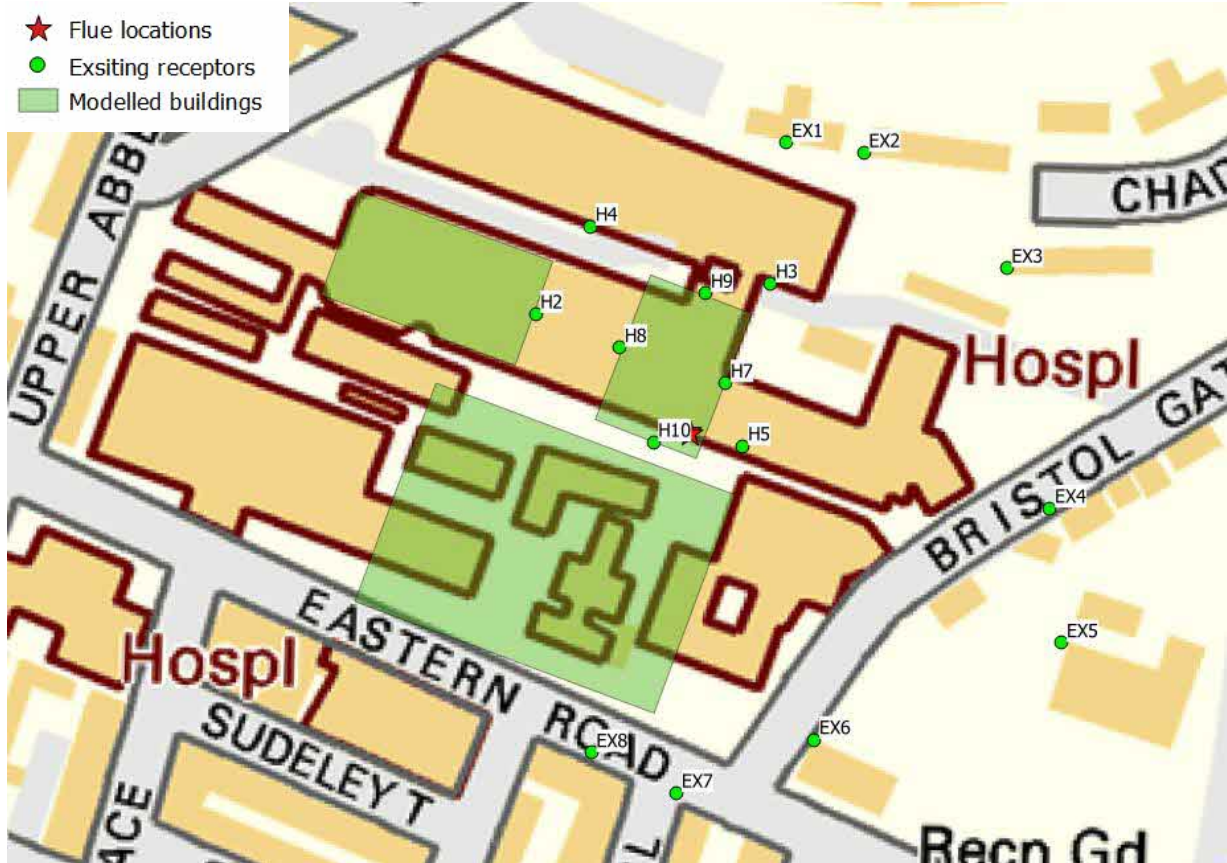 Flue locations
Exsiting receptors
Modelled buildings
UPPER ABBE
EX1
EX2
CHAD
H4
EX3
H3
H9
H2
H8
Hospl
H7
H10
H5
BRISTOL GAT
EX4
EASTERN ROAD
EX5
Hospl
SUDELEY T
EX6
EX8
EX7
ACE
L
Recn Gd